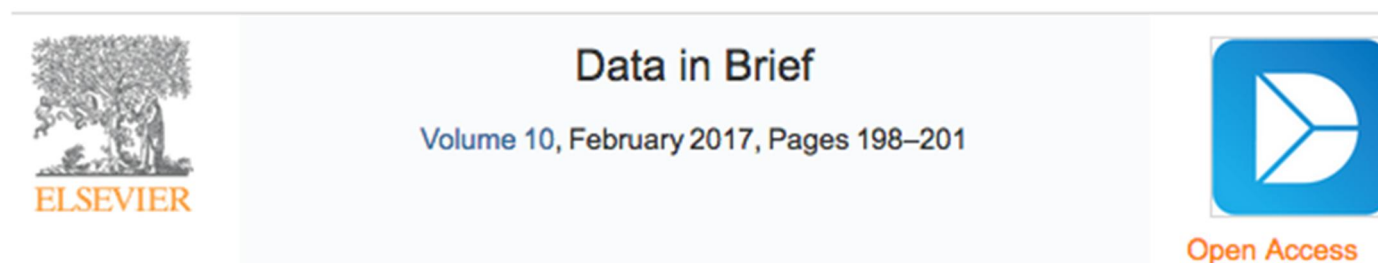 Data in Brief
Volume 10, February 2017, Pages 198–201
ELSEVIER
Open Access